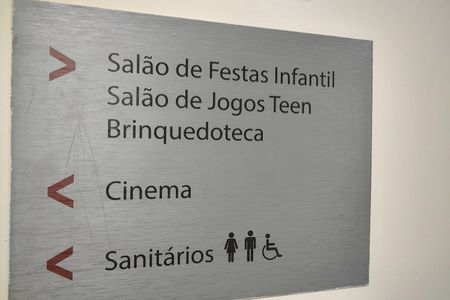 > Salão de Festas Infantil
Salão de Jogos Teen
Brinquedoteca
< Cinema
< Sanitários